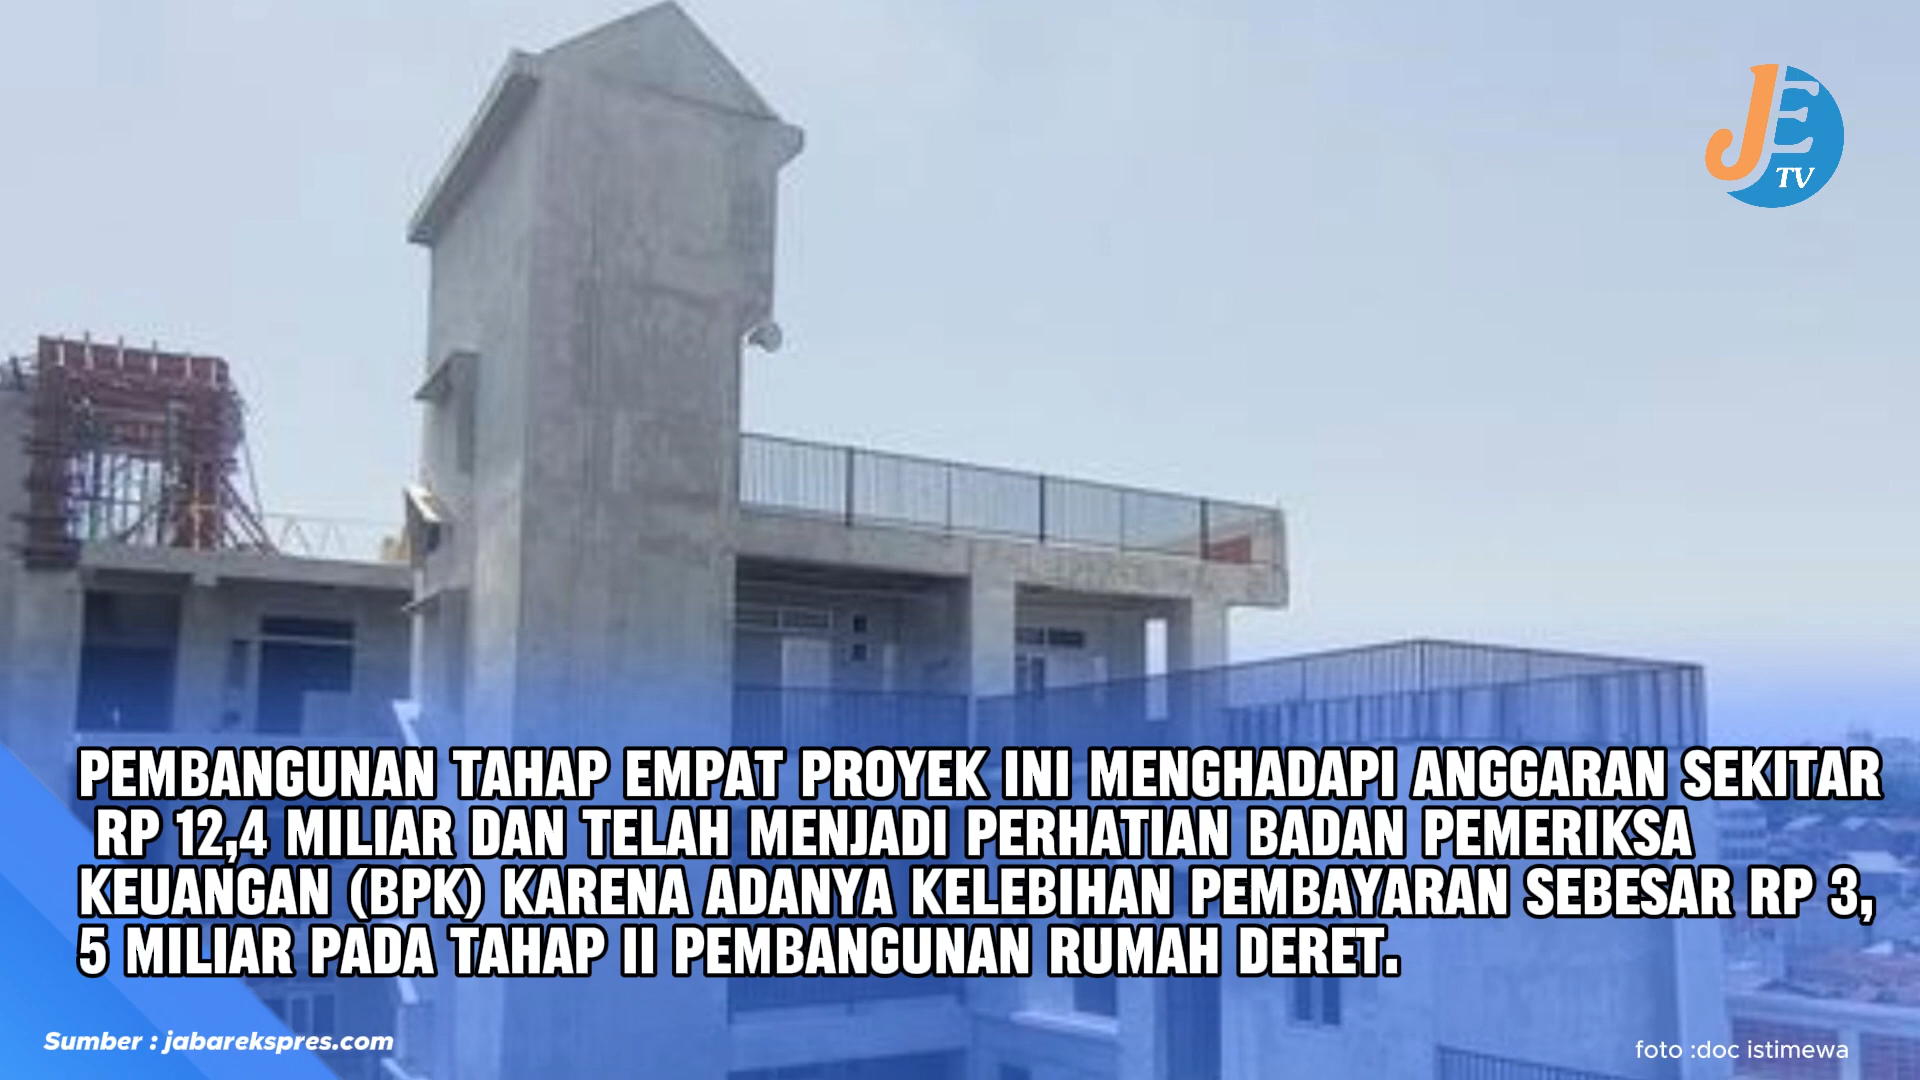 JE
TV
PEMBANGUNAN TAHAP EMPAT PROYEK INI MENGHADAPI ANGGARAN SEKITAR
RP 12,4 MILIAR DAN TELAH MENJADI PERHATIAN BADAN PEMERIKSA
KEUANGAN (BPK) KARENA ADANYA KELEBIHAN PEMBAYARAN SEBESAR RP 3,
5 MILIAR PADA TAHAP II PEMBANGUNAN RUMAH DERET.
Sumber : jabarekspres.com
foto :doc istimewa